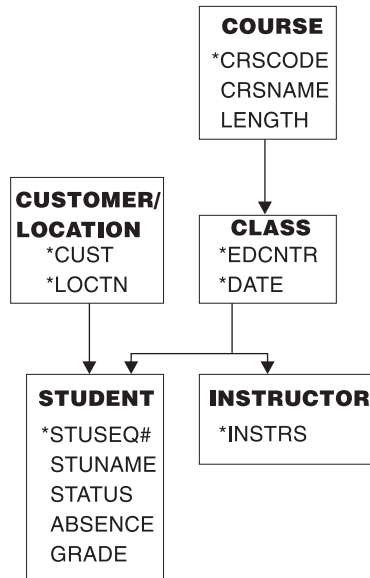 COURSE
*CRSCODE
CRSNAME
LENGTH
CUSTOMER/
LOCATION
*CUST
*LOCTN
CLASS
*EDCNTR
*DATE
STUDENT
*STUSEQ#
STUNAME
STATUS
ABSENCE
GRADE
INSTRUCTOR
*INSTRS